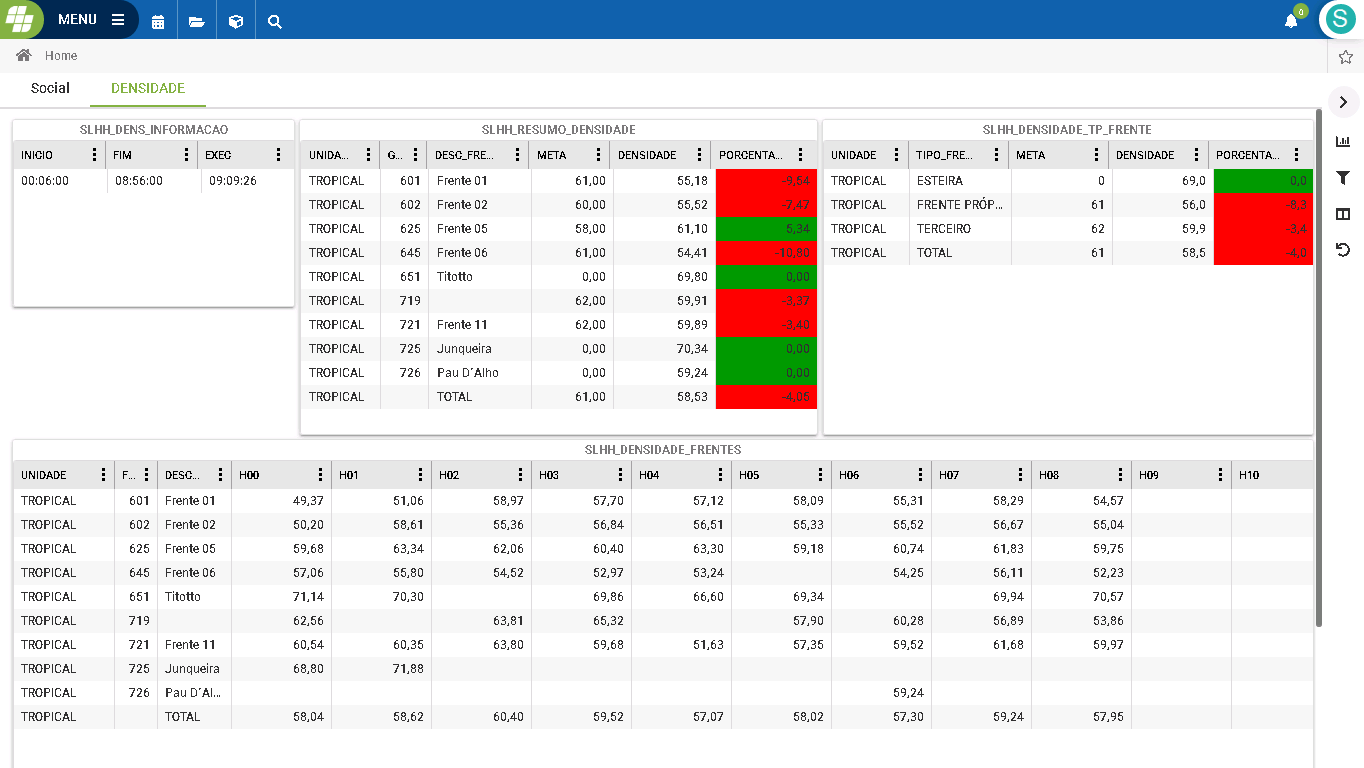 MENU
0
S
Home
Social DENSIDADE
SLHH_DENS_INFORMACAO
INICIO FIM EXEC
00:06:00 08:56:00 09:09:26
SLHH_RESUMO_DENSIDADE
UNIDA... G... DESC_FRE... META DENSIDADE PORCENTA...
TROPICAL 601 Frente 01 61,00 55,18 -9,54
TROPICAL 602 Frente 02 60,00 55,52 -7,47
TROPICAL 625 Frente 05 58,00 61,10 5,34
TROPICAL 645 Frente 06 61,00 54,41 -10,80
TROPICAL 651 Titotto 0,00 69,80 0,00
TROPICAL 719 62,00 59,91 -3,37
TROPICAL 721 Frente 11 62,00 59,89 -3,40
TROPICAL 725 Junqueira 0,00 70,34 0,00
TROPICAL 726 Pau D´Alho 0,00 59,24 0,00
TROPICAL TOTAL 61,00 58,53 -4,06
SLHH_DENSIDADE_TP_FRENTE
UNIDADE TIPO_FRE... META DENSIDADE PORCENTA...
TROPICAL ESTEIRA 0 69,0 0,0
TROPICAL FRENTE PRÓP... 61 56,0 -8,3
TROPICAL TERCEIRO 62 59,9 -3,4
TROPICAL TOTAL 61 58,5 -4,0
SLHH_DENSIDADE_FRENTES
UNIDADE F... DESC... H00 H01 H02 H03 H04 H05 H06 H07 H08 H09 H10
TROPICAL 601 Frente 01 49,37 51,06 58,97 57,70 57,12 58,09 55,31 58,29 54,57
TROPICAL 602 Frente 02 50,20 58,61 55,36 56,84 56,51 55,33 55,52 56,67 55,04
TROPICAL 625 Frente 05 59,68 63,34 62,06 60,40 63,30 59,18 60,74 61,83 59,75
TROPICAL 645 Frente 06 57,06 55,80 54,52 52,97 53,24 54,25 56,11 52,23
TROPICAL 651 Titotto 71,14 70,30 69,86 66,60 69,34 69,94 70,57
TROPICAL 719 62,56 63,81 65,32 57,90 60,28 56,89 53,86
TROPICAL 721 Frente 11 60,54 60,35 63,80 59,68 51,63 57,35 59,52 61,68 59,97
TROPICAL 725 Junqueira 68,80 71,88
TROPICAL 726 Pau D´Al... 59,24
TROPICAL TOTAL 58,04 58,62 60,40 59,52 57,07 58,02 57,30 59,24 57,95